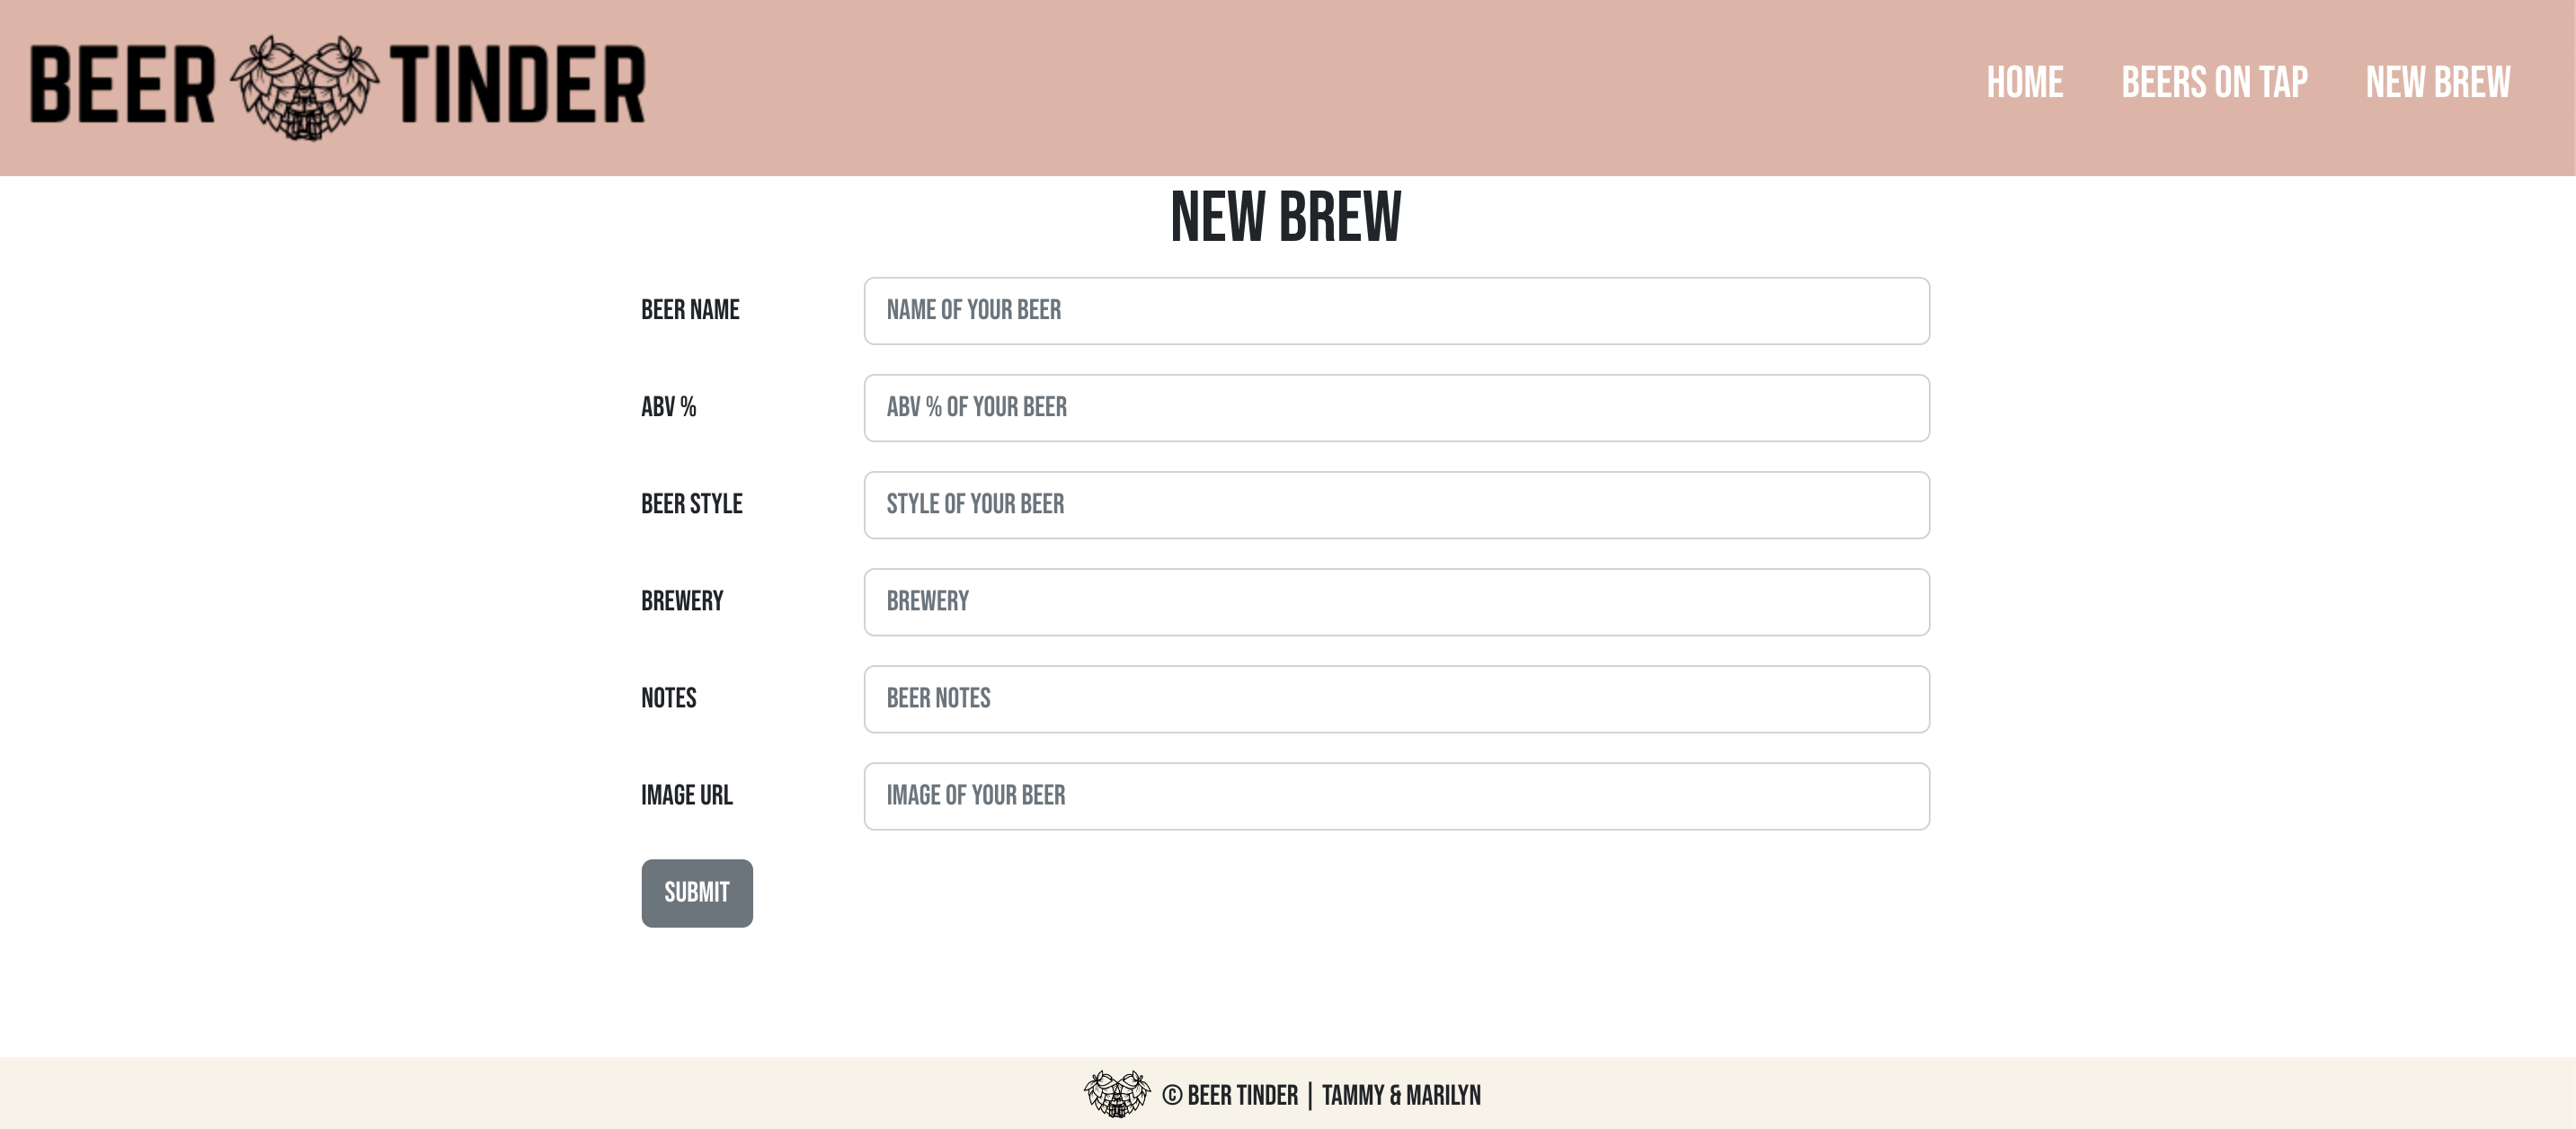 BEER TINDER
HOME BEERS ON TAP NEW BREW
NEW BREW
BEER NAME NAME OF YOUR BEER
ABV % ABV % OF YOUR BEER
BEER STYLE STYLE OF YOUR BEER
BREWERY BREWERY
NOTES BEER NOTES
IMAGE URL IMAGE OF YOUR BEER
SUBMIT
© BEER TINDER | TAMMY & MARILYN